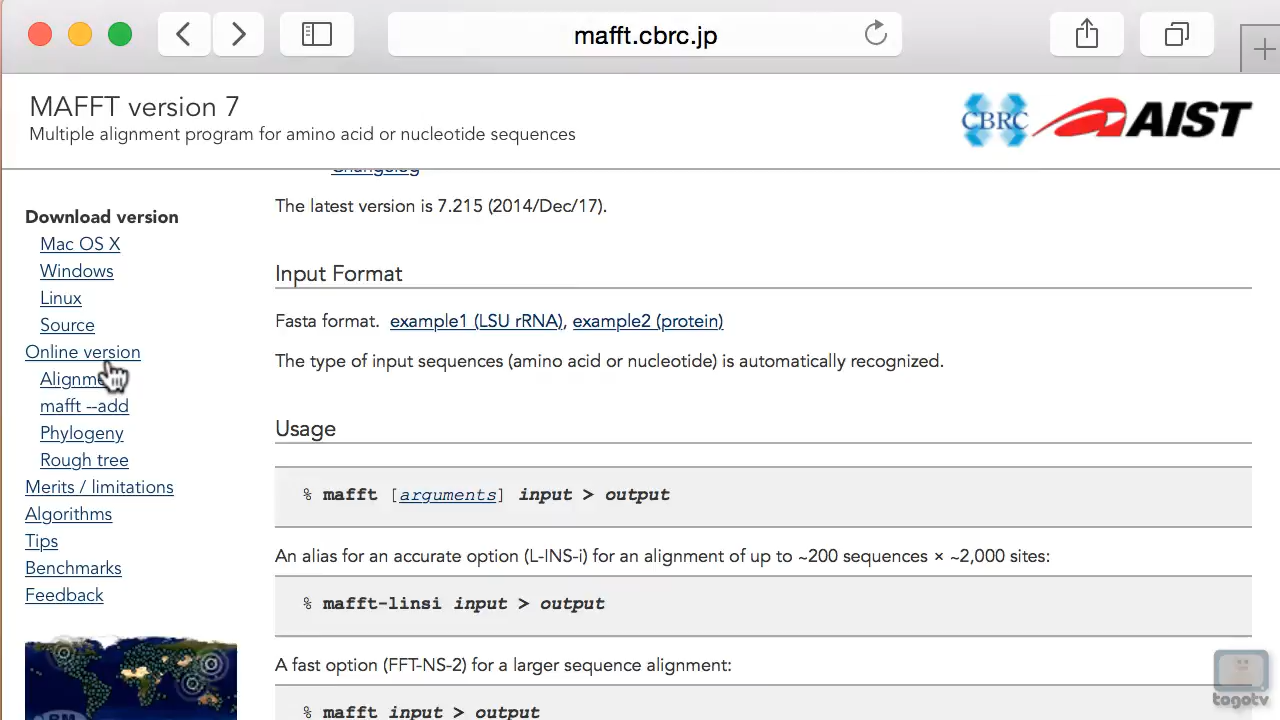 mafft.cbrc.jp
MAFFT version 7
Multiple alignment program for amino acid or nucleotide sequences
CBRC
AIST
Changelog
The latest version is 7.215 (2014/Dec/17).
Download version
Mac OS X
Windows
Linux
Source
Online version
mafft --add
Phylogeny
Rough tree
Merits / limitations
Algorithms
Tips
Benchmarks
Feedback
Input Format
Fasta format. example1 (LSU rRNA), example2 (protein)
The type of input sequences (amino acid or nucleotide) is automatically recognized.
Usage
% mafft [arguments] input > output
An alias for an accurate option (L-INS-i) for an alignment of up to ~200 sequences × ~2,000 sites:
% mafft-linsi input > output
A fast option (FFT-NS-2) for a larger sequence alignment:
% mafft input > output
togotv